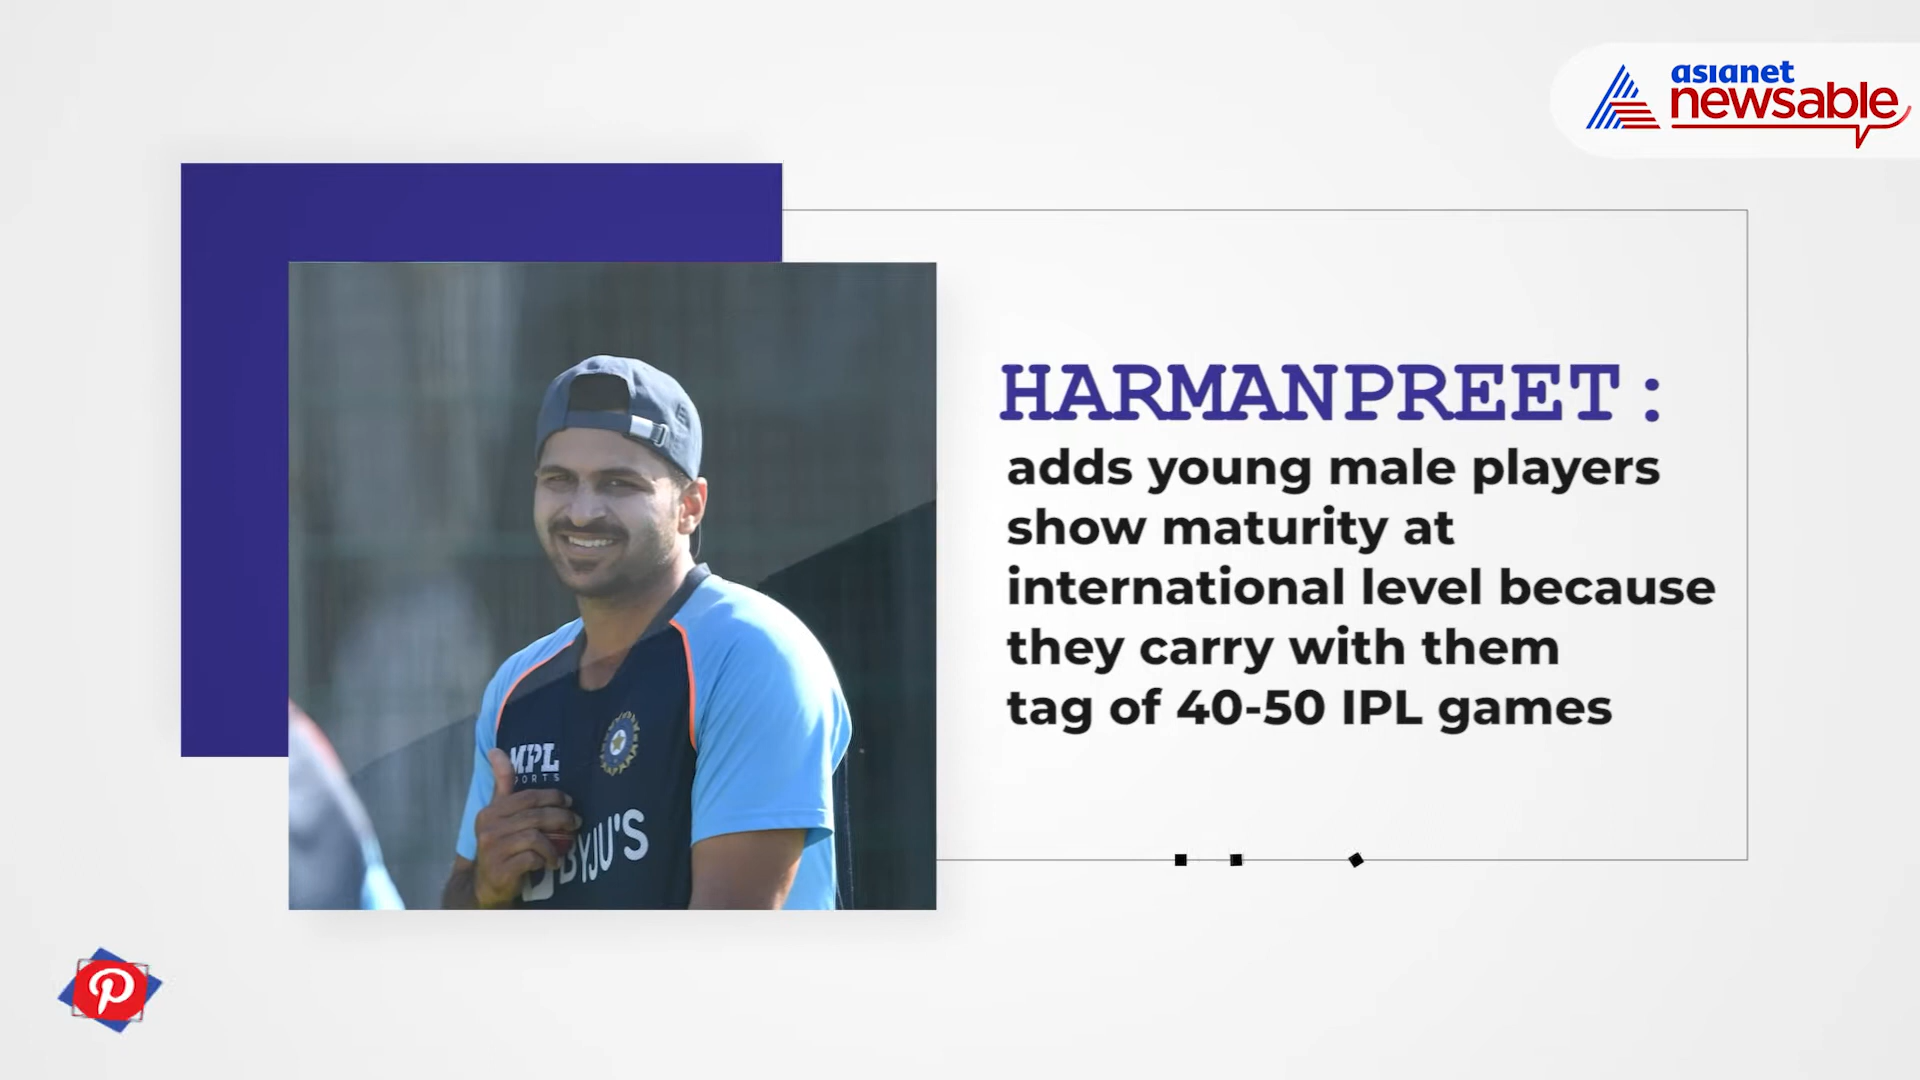 asianet
newsable
HARMANPREET:
adds young male players
show maturity at
international level because
they carry with them
tag of 40-50 IPL games
MPL
SPORTS
BYJU'S